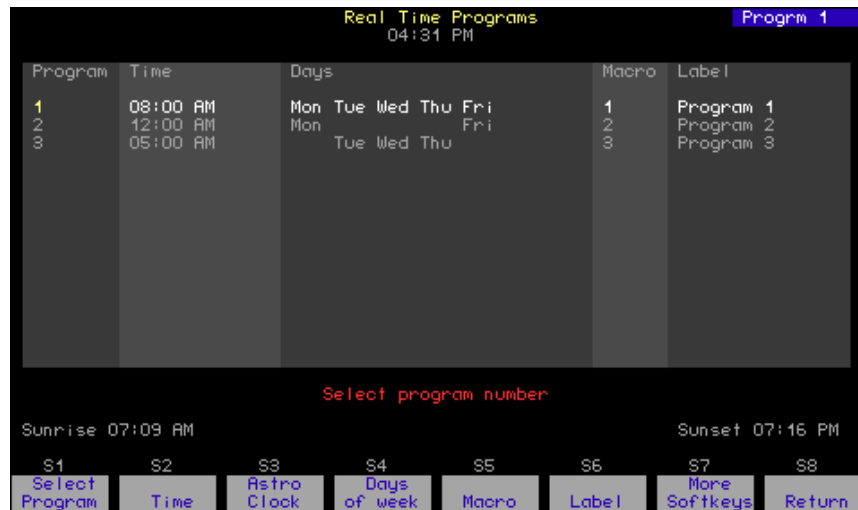 Real Time Programs
Progrm 1
04:31 PM
Program Time Days Macro Label
1 08:00 AM Mon Tue Wed Thu Fri 1 Program 1
2 12:00 AM Mon Fri 2 Program 2
3 05:00 AM Tue Wed Thu 3 Program 3
Select program number
Sunrise 07:09 AM Sunset 07:16 PM
S1 S2 S3 S4 S5 S6 S7 S8
Select Astro Days More
Program Time Clock of week Macro Label Softkeys Return